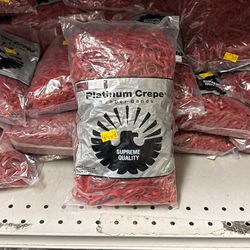 Platinum Crepe
Rubber Bands
SUPREME
QUALITY